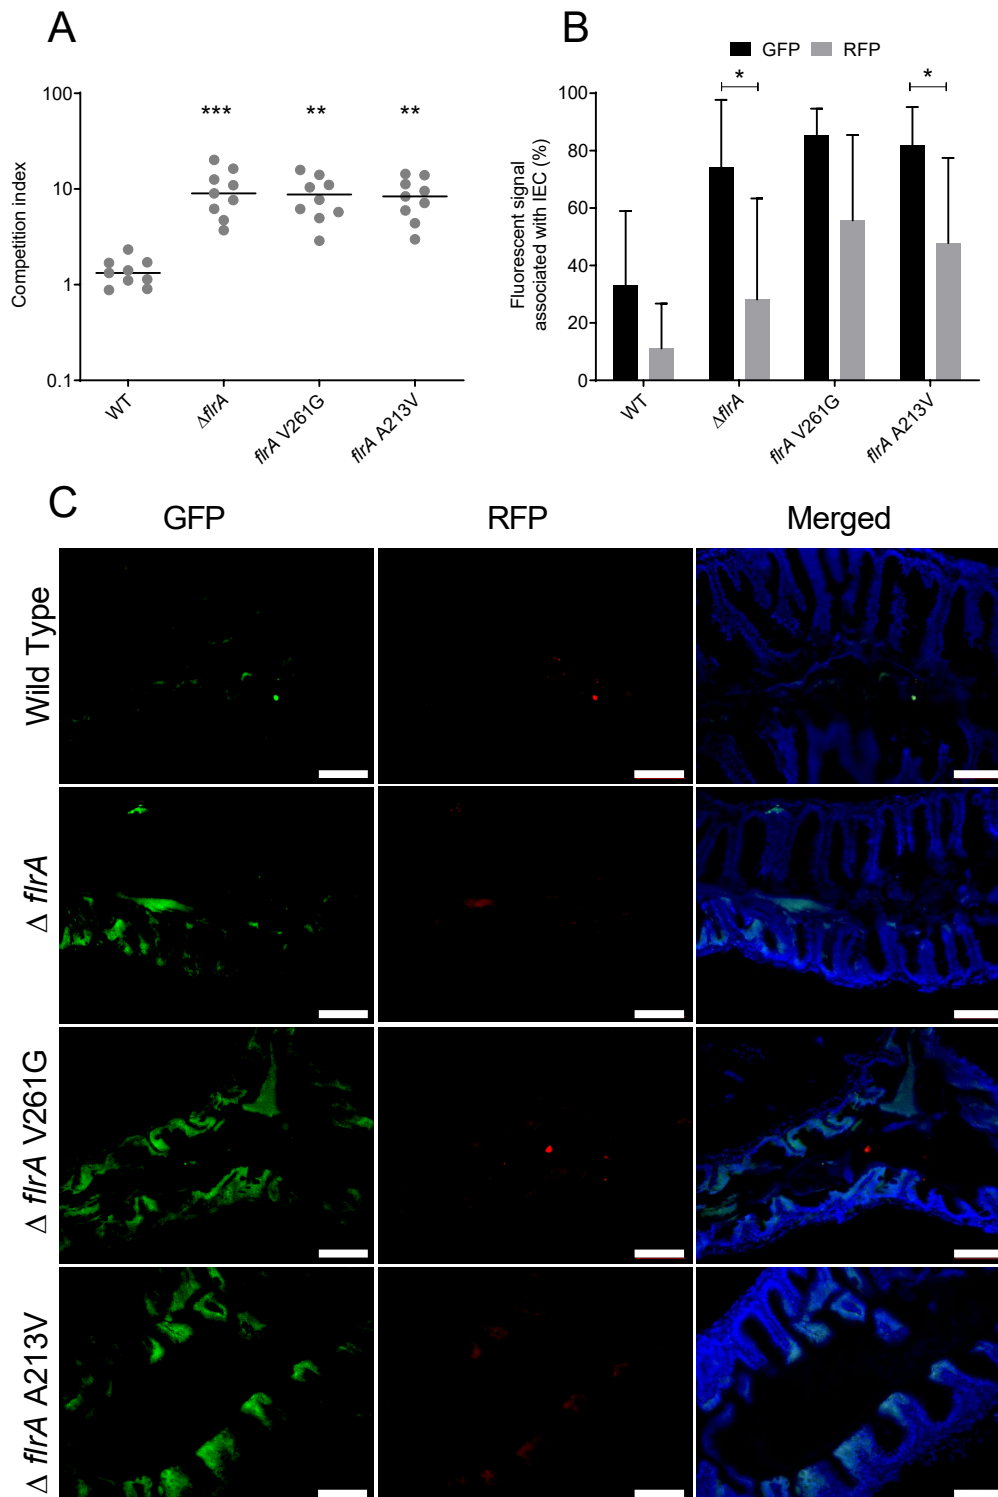 A
Competition index
100
10
1
0.1
*** ** **
WT
ΔflrA
flrA V261G
flrA A213V
B
GFP RFP
Fluorescent signal
associated with IEC (%)
100
80
60
40
20
0
* *
WT
ΔflrA
flrA V261G
flrA A213V
C
GFP RFP Merged
Wild Type
Δ flrA
Δ flrA V261G
Δ flrA A213V